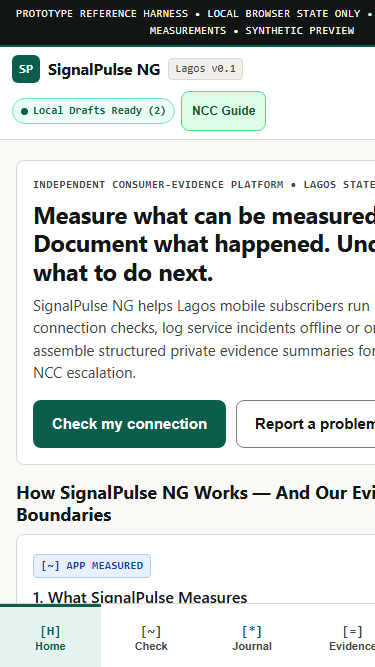 PROTOTYPE REFERENCE HARNESS • LOCAL BROWSER STATE ONLY •
MEASUREMENTS • SYNTHETIC PREVIEW
SP SignalPulse NG Lagos v0.1
Local Drafts Ready (2) NCC Guide
INDEPENDENT CONSUMER-EVIDENCE PLATFORM • LAGOS STATE
Measure what can be measured
Document what happened. Und
what to do next.
SignalPulse NG helps Lagos mobile subscribers run
connection checks, log service incidents offline or o
assemble structured private evidence summaries for
NCC escalation.
Check my connection Report a problem
How SignalPulse NG Works — And Our Evi
Boundaries
[~] APP MEASURED
1. What SignalPulse Measures
[H] [~] [*] [=]
Home Check Journal Evidence